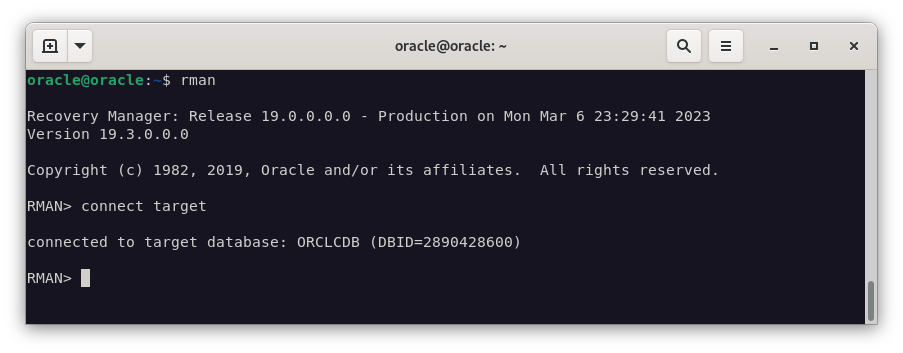 oracle@oracle: ~
oracle@oracle:~$ rman
Recovery Manager: Release 19.0.0.0.0 - Production on Mon Mar 6 23:29:41 2023
Version 19.3.0.0.0
Copyright (c) 1982, 2019, Oracle and/or its affiliates.  All rights reserved.
RMAN> connect target
connected to target database: ORCLCDB (DBID=2890428600)
RMAN>